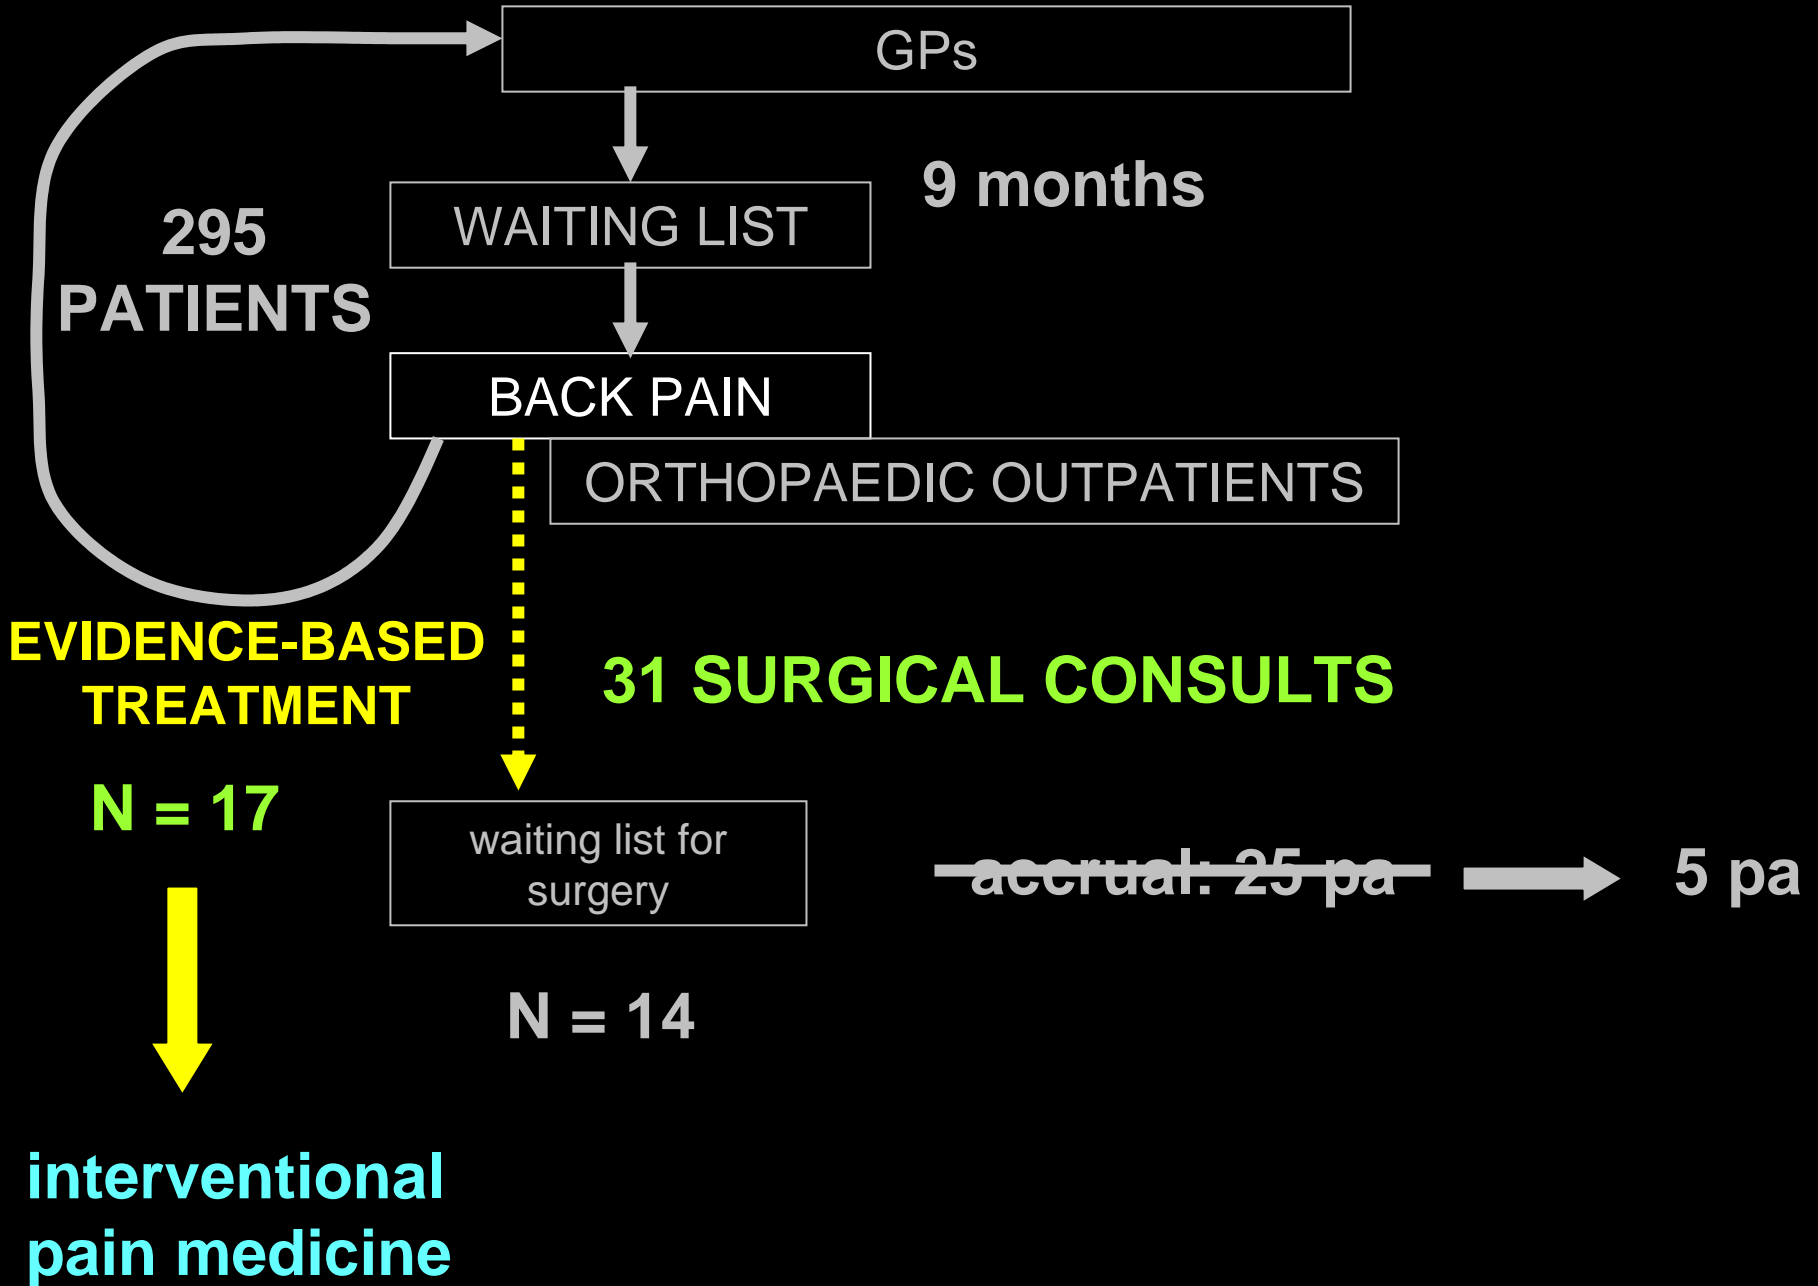 GPs
9 months
WAITING LIST
295
PATIENTS
BACK PAIN
ORTHOPAEDIC OUTPATIENTS
EVIDENCE-BASED
TREATMENT
31 SURGICAL CONSULTS
N = 17
waiting list for
surgery
accrual: 25 pa
5 pa
N = 14
interventional
pain medicine